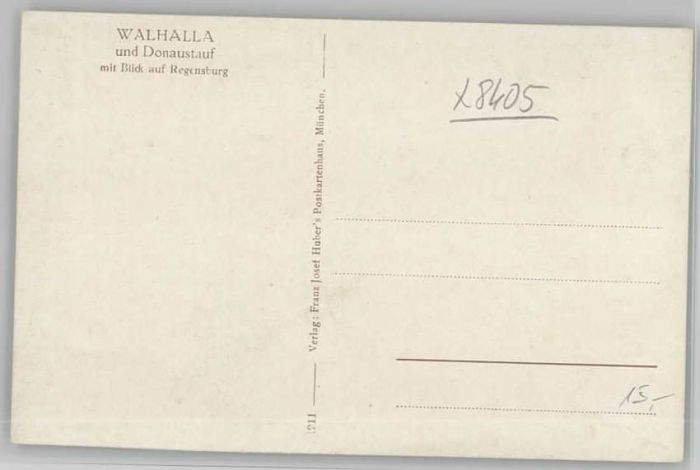 WALHALLA
und Donaustauf
mit Blick auf Regensburg
Verlag: Franz Josef Huber's Postkartenhaus, München.
1211
X8405
15,-